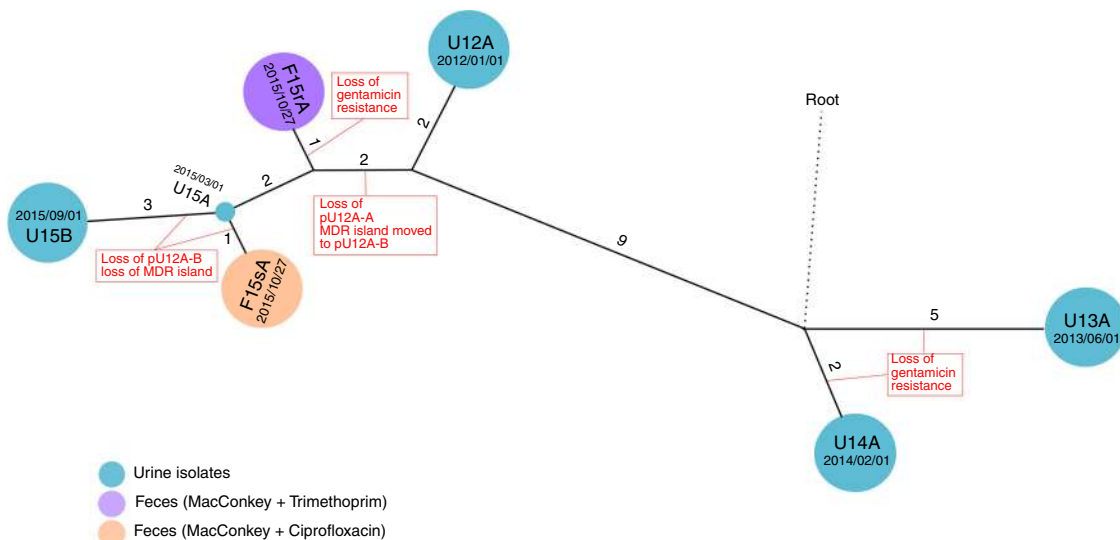 U12A
2012/01/01
F15rA
2015/10/27
Loss of
gentamicin
resistance
Root
1
2
2
2015/03/01
U15A
2
3
2015/09/01
U15B
Loss of
pU12A-A
MDR island moved
to pU12A-B
1
Loss of pU12A-B
loss of MDR island
F15sA
2015/10/27
9
5
U13A
2013/06/01
2
Loss of
gentamicin
resistance
U14A
2014/02/01
Urine isolates
Feces (MacConkey + Trimethoprim)
Feces (MacConkey + Ciprofloxacin)